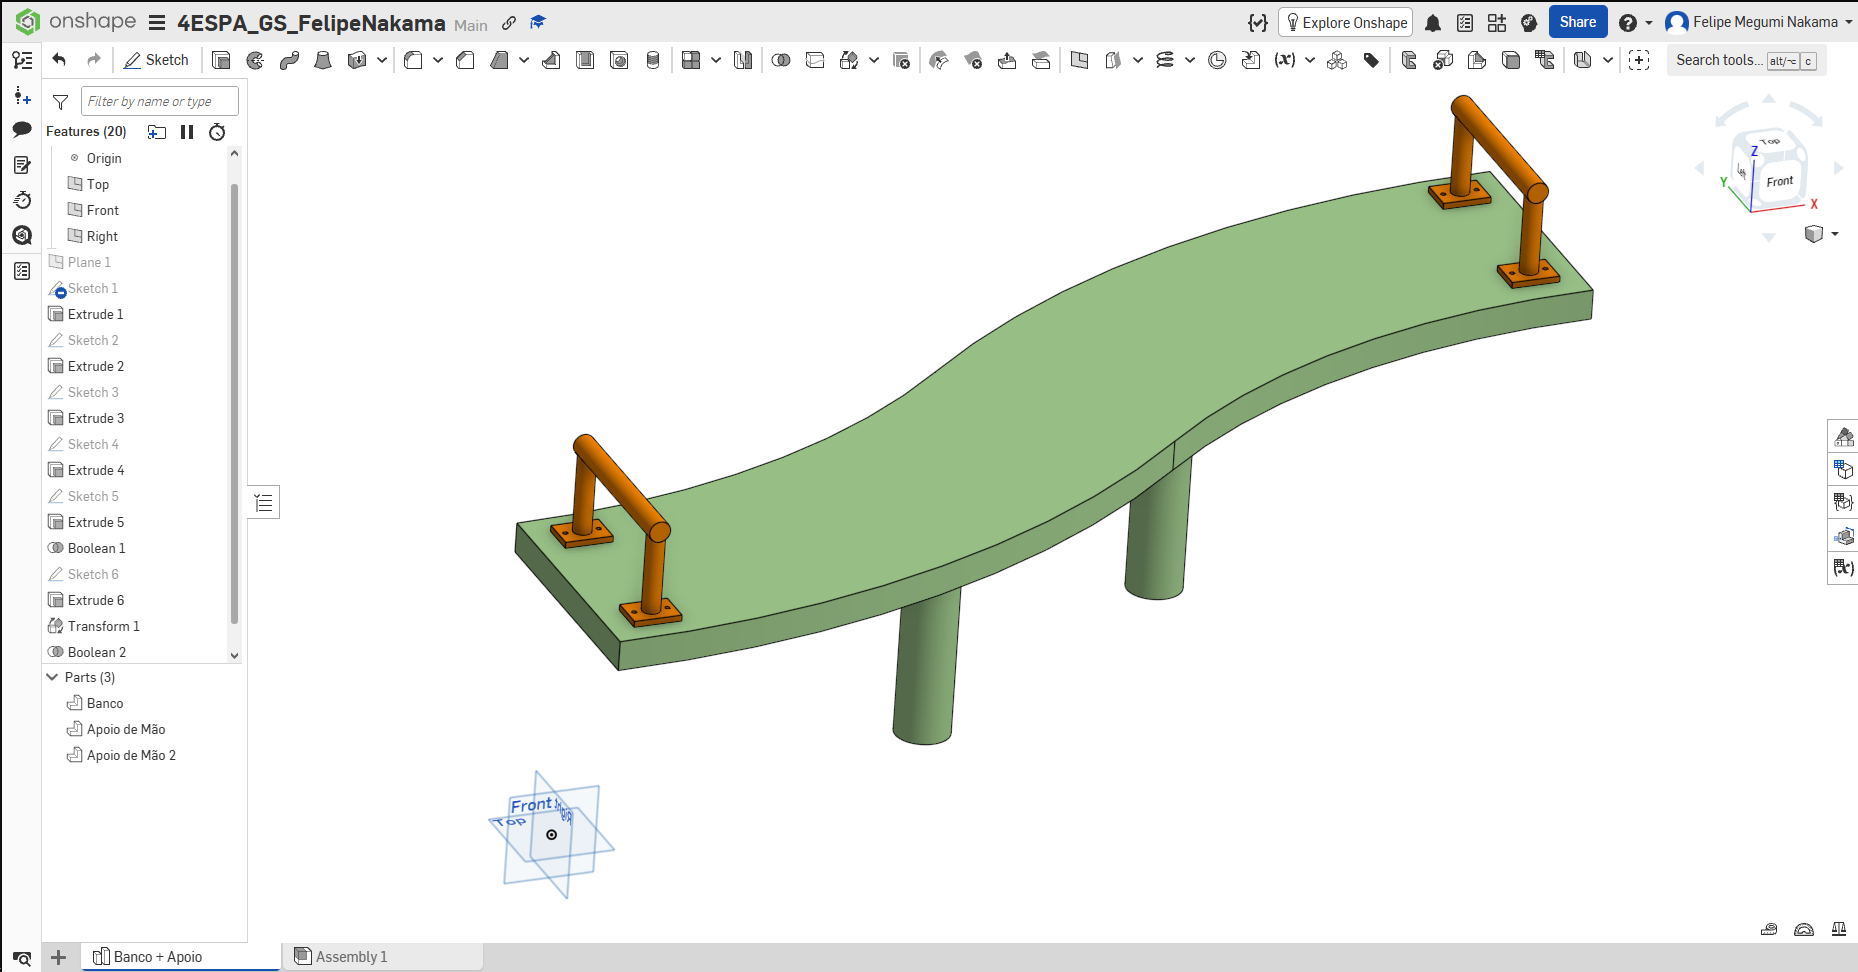 onshape
4ESPA_GS_FelipeNakama Main
Explore Onshape
Share
Felipe Megumi Nakama
Sketch
Search tools... alt/⌥ c
Filter by name or type
Features (20)
Origin
Top
Front
Right
Plane 1
Sketch 1
Extrude 1
Sketch 2
Extrude 2
Sketch 3
Extrude 3
Sketch 4
Extrude 4
Sketch 5
Extrude 5
Boolean 1
Sketch 6
Extrude 6
Transform 1
Boolean 2
Parts (3)
Banco
Apoio de Mão
Apoio de Mão 2
Top
Left
Front
Z
Y
X
Front
Right
Top
Banco + Apoio
Assembly 1